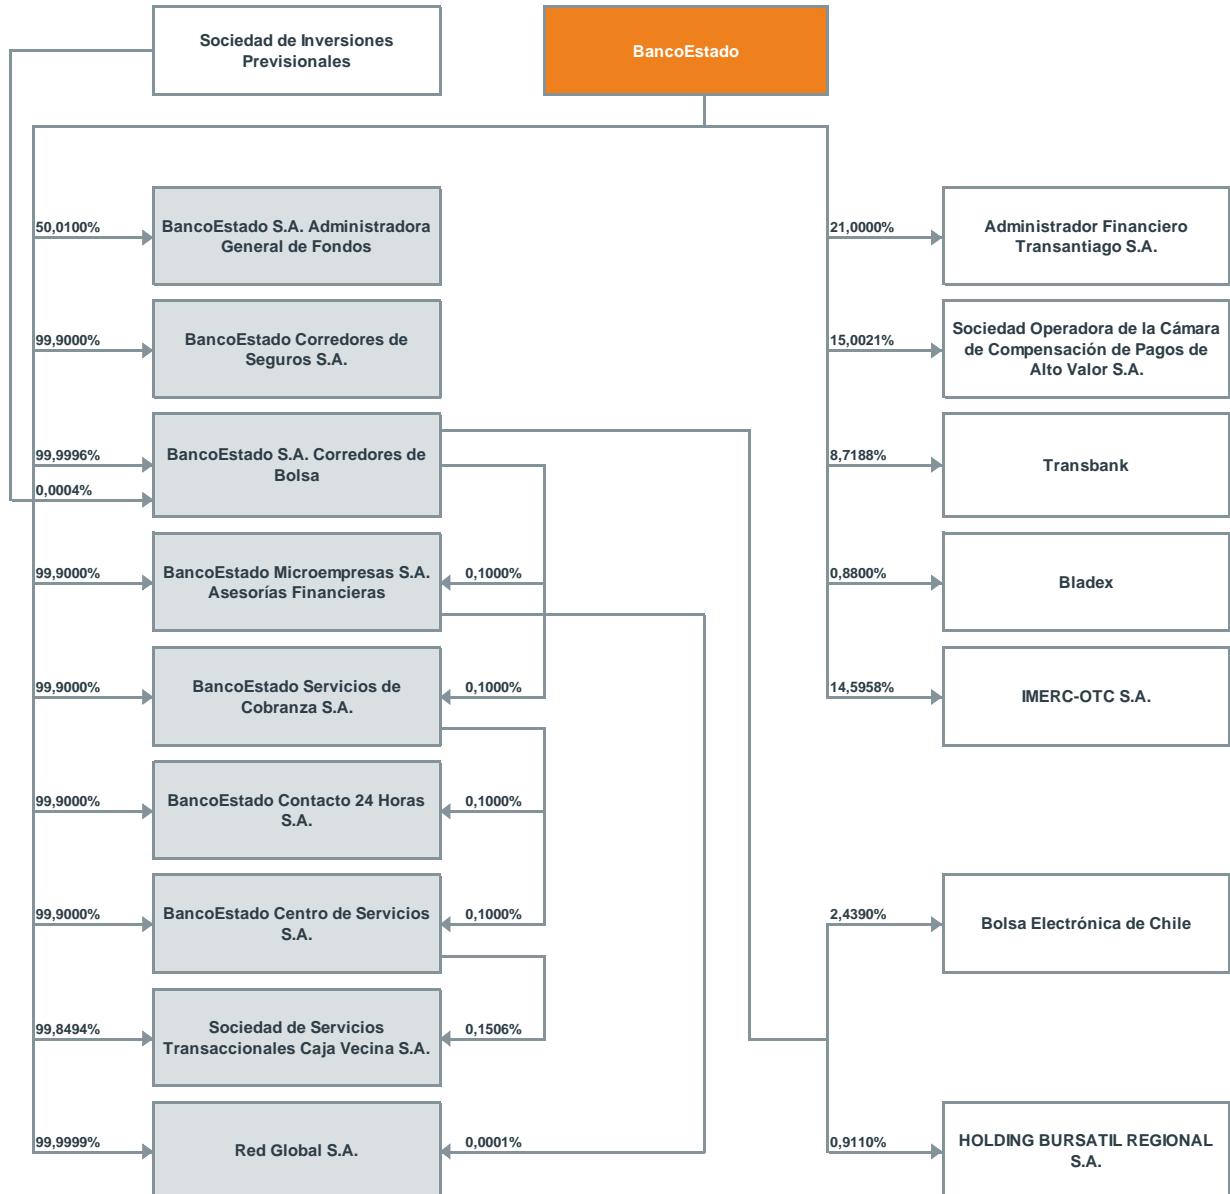 Sociedad de Inversiones
Previsionales
BancoEstado
50,0100%
BancoEstado S.A. Administradora
General de Fondos
21,0000%
Administrador Financiero
Transantiago S.A.
99,9000%
BancoEstado Corredores de
Seguros S.A.
15,0021%
Sociedad Operadora de la Cámara
de Compensación de Pagos de
Alto Valor S.A.
99,9996%
0,0004%
BancoEstado S.A. Corredores de
Bolsa
8,7188%
Transbank
99,9000%
BancoEstado Microempresas S.A.
Asesorías Financieras
0,1000%
0,8800%
Bladex
99,9000%
BancoEstado Servicios de
Cobranza S.A.
0,1000%
14,5958%
IMERC-OTC S.A.
99,9000%
BancoEstado Contacto 24 Horas
S.A.
0,1000%
99,9000%
BancoEstado Centro de Servicios
S.A.
0,1000%
2,4390%
Bolsa Electrónica de Chile
99,8494%
Sociedad de Servicios
Transaccionales Caja Vecina S.A.
0,1506%
99,9999%
Red Global S.A.
0,0001%
0,9110%
HOLDING BURSATIL REGIONAL
S.A.